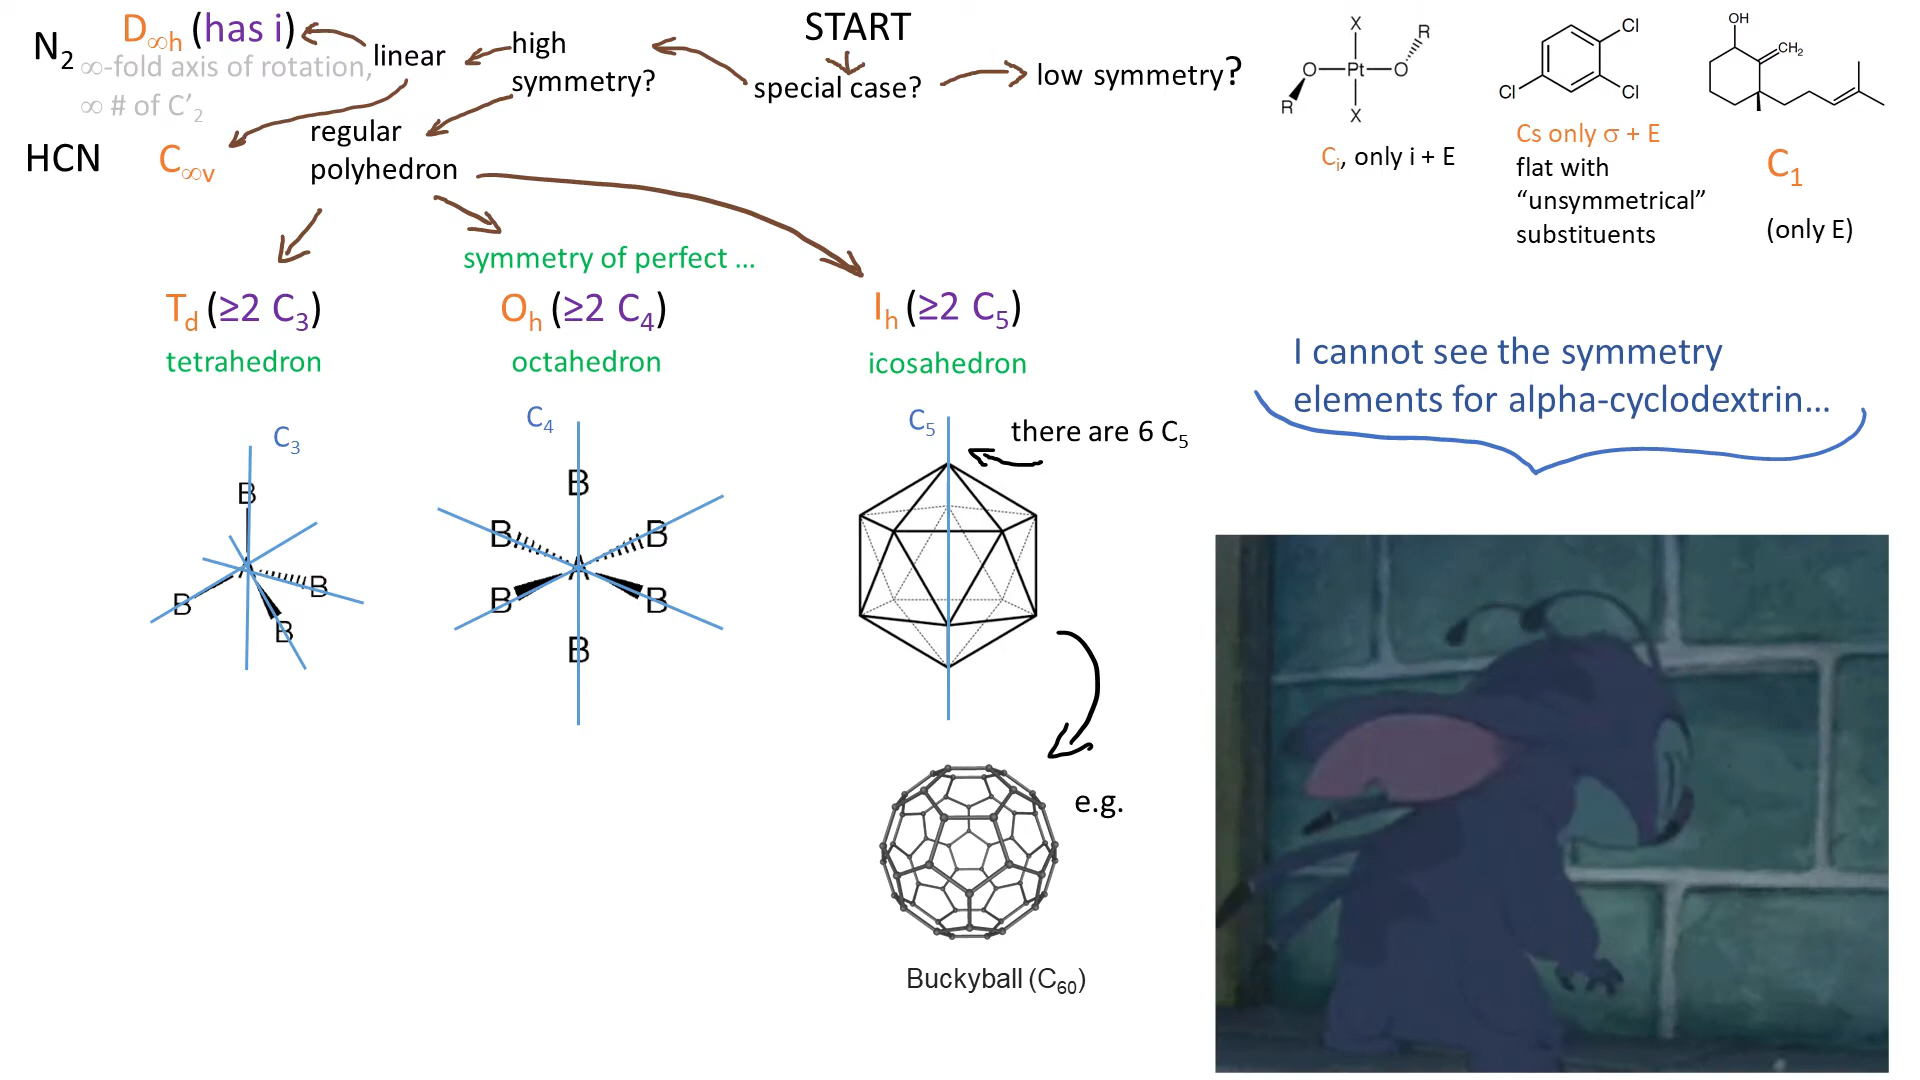 START
special case?
high
symmetry?
linear
D∞h (has i)
N2
∞-fold axis of rotation,
∞ # of C’2
HCN
C∞v
regular
polyhedron
low symmetry?
X
R
O
Pt
O
R
X
Ci, only i + E
Cl
Cl
Cl
Cs only σ + E
flat with
“unsymmetrical”
substituents
OH
CH2
C1
(only E)
symmetry of perfect ...
Td (≥2 C3)
tetrahedron
Oh (≥2 C4)
octahedron
Ih (≥2 C5)
icosahedron
I cannot see the symmetry
elements for alpha-cyclodextrin...
C3
B
A
B
B
B
C4
B
B
B
A
B
B
B
C5
there are 6 C5
e.g.
Buckyball (C60)